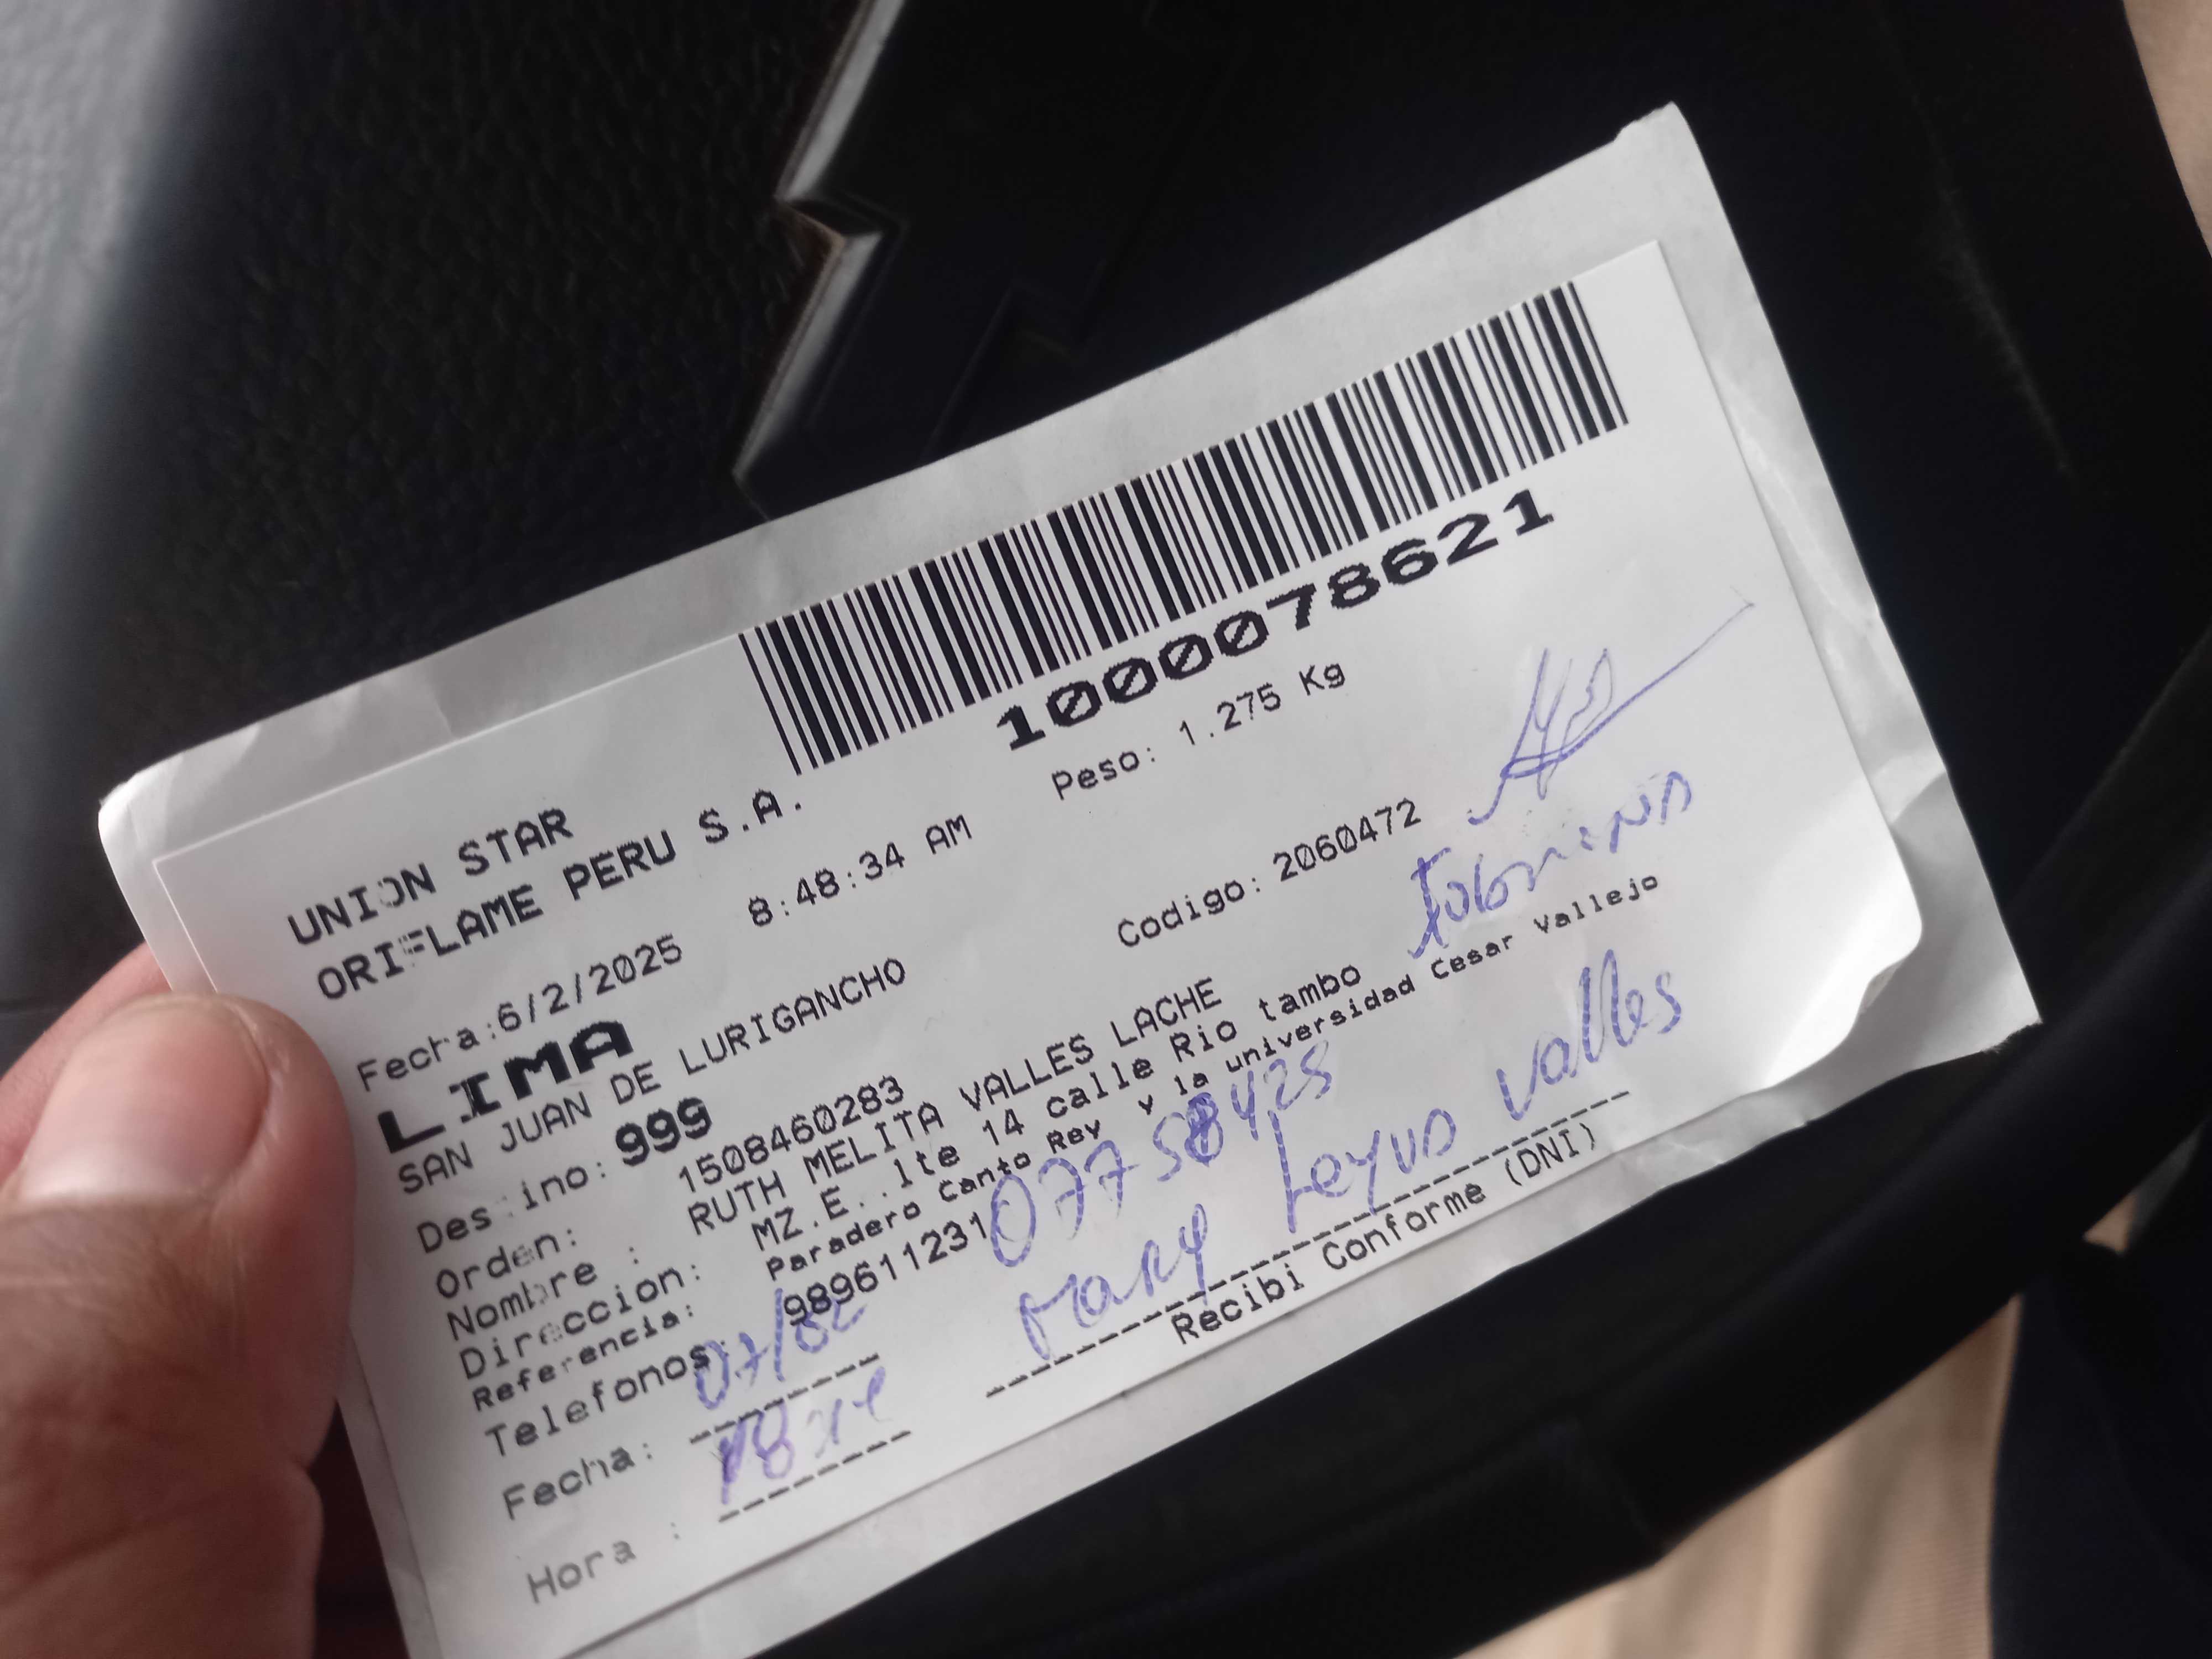 1000078621
UNION STAR
ORIFLAME PERU S.A.
Peso: 1.275 Kg
Fecha:6/2/2025 8:48:34 AM
LIMA
SAN JUAN DE LURIGANCHO
Codigo: 2060472
Destino: 999
Orden: 1508460283
Nombre : RUTH MELITA VALLES LACHE
Direccion: MZ.E..lte 14 calle Rio tambo
Referencia: Paradero Canto Rey y la universidad Cesar Vallejo
Telefonos: 989611231
Fecha: 07/02
Hora :
Mary Leyva Valles
Recibi Conforme (DNI)